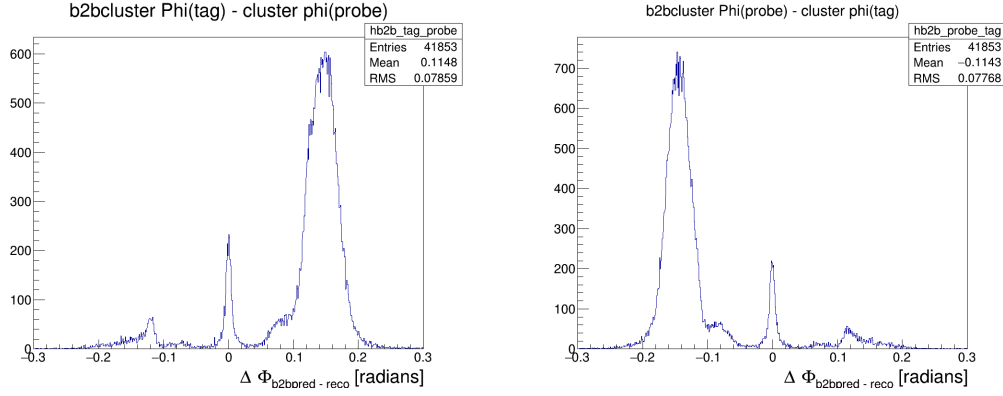 b2bcluster Phi(tag) - cluster phi(probe)
hb2b_tag_probe
Entries 41853
Mean 0.1148
RMS 0.07859
600
500
400
300
200
100
0
−0.3 −0.2 −0.1 0 0.1 0.2 0.3
Δ Φb2bpred - reco [radians]
b2bcluster Phi(probe) - cluster phi(tag)
hb2b_probe_tag
Entries 41853
Mean −0.1143
RMS 0.07768
700
600
500
400
300
200
100
0
−0.3 −0.2 −0.1 0 0.1 0.2 0.3
Δ Φb2bpred - reco [radians]